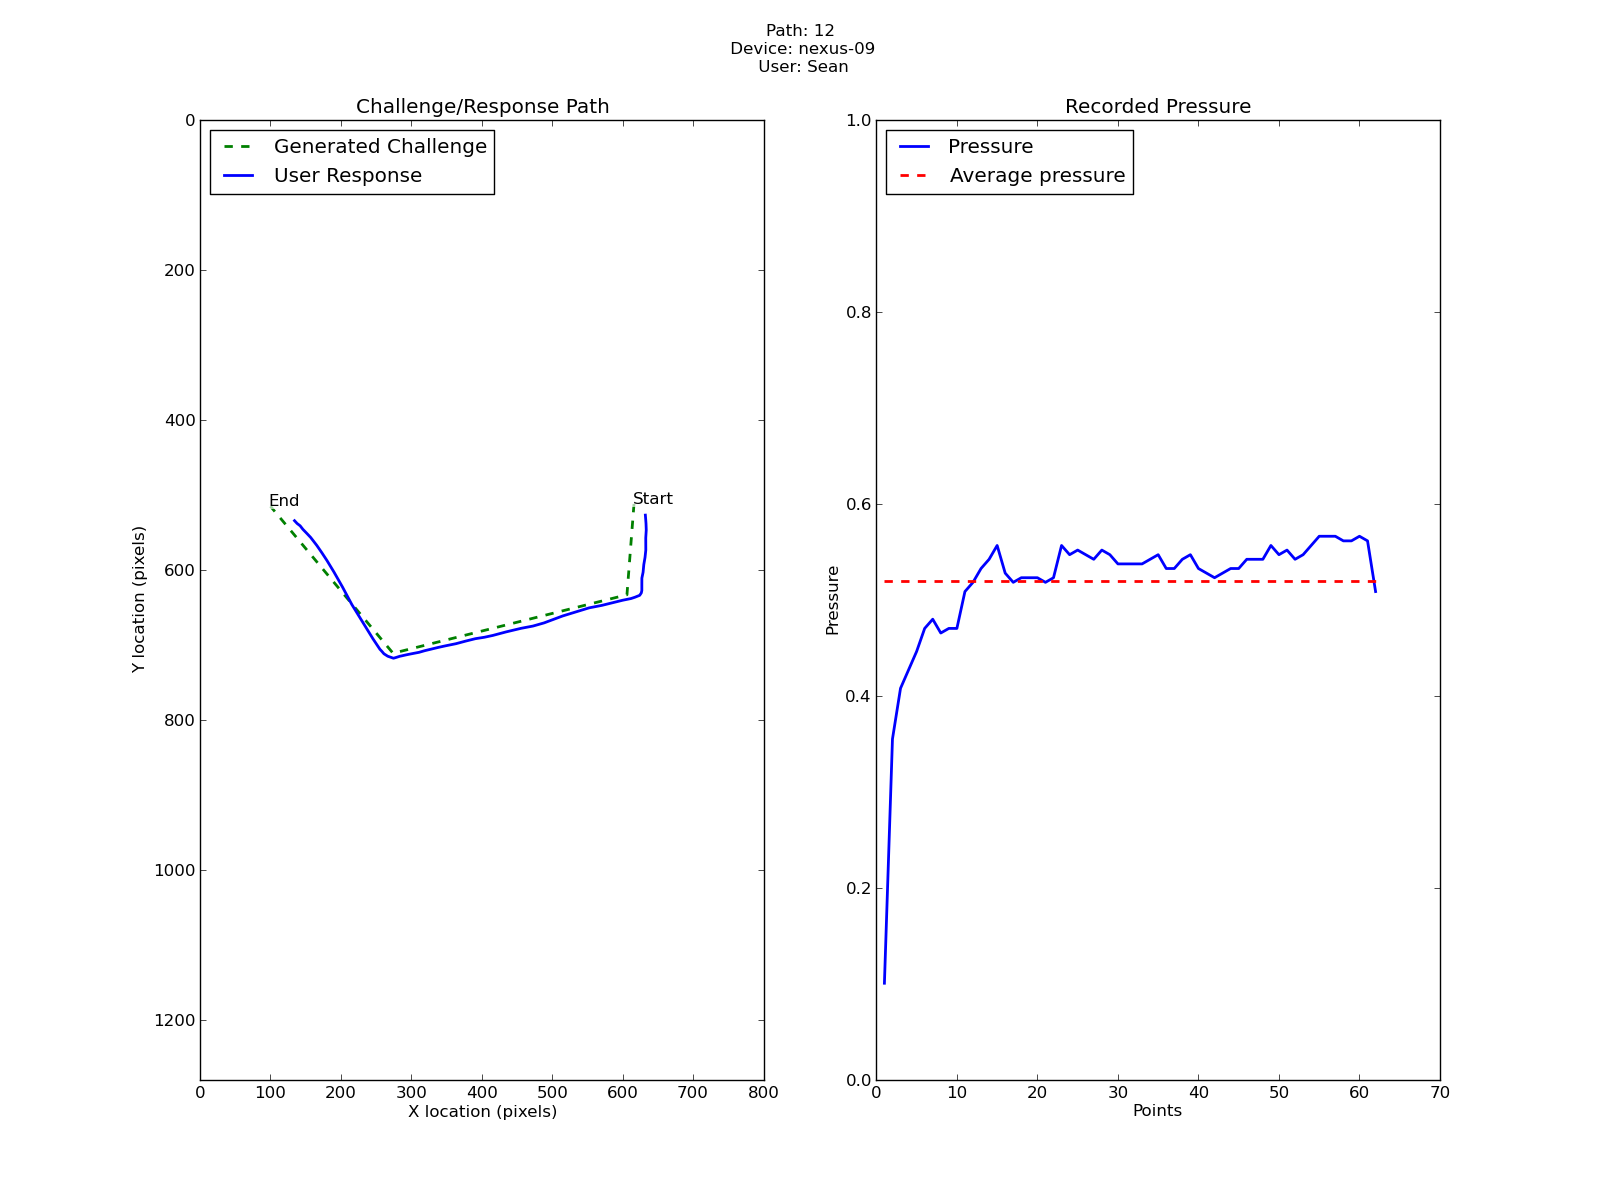 Path: 12
Device: nexus-09
User: Sean
Challenge/Response Path
Generated Challenge
User Response
0
200
400
600
800
1000
1200
Y location (pixels)
End
Start
0 100 200 300 400 500 600 700 800
X location (pixels)
Recorded Pressure
Pressure
Average pressure
1.0
0.8
0.6
0.4
0.2
0.0
Pressure
0 10 20 30 40 50 60 70
Points